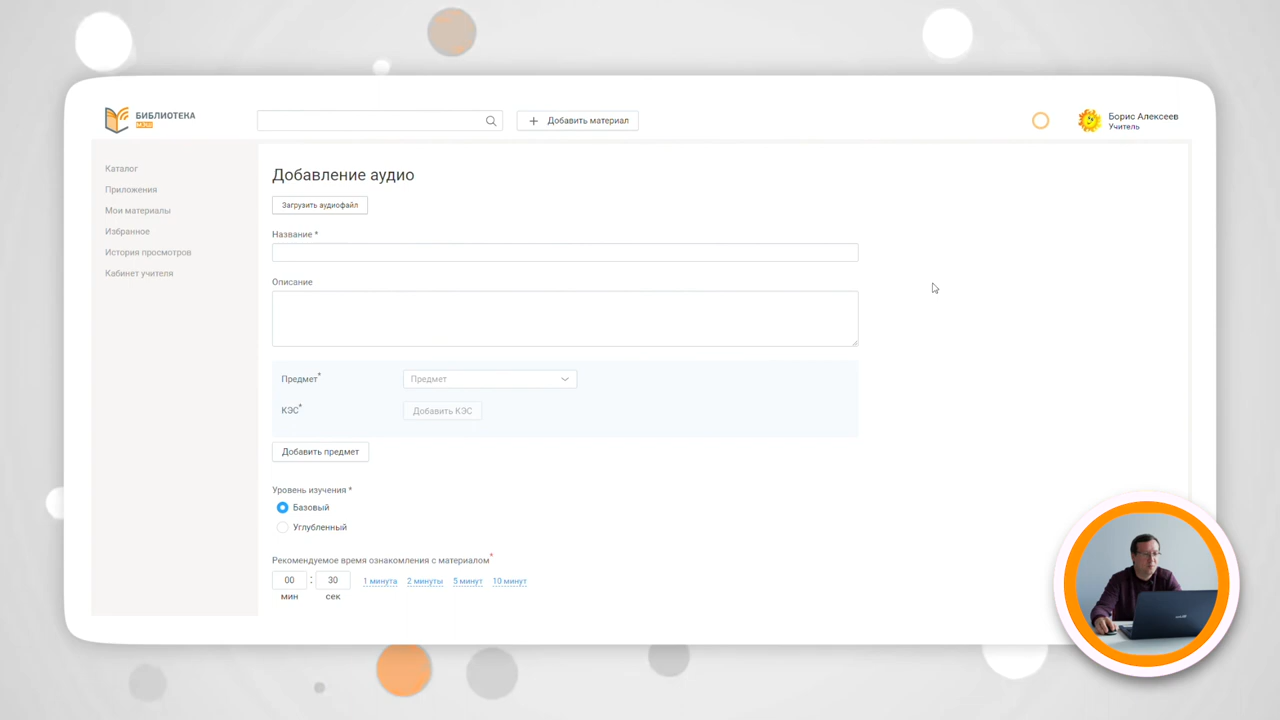 БИБЛИОТЕКА
МЭШ
Добавить материал
Борис Алексеев
Учитель
Каталог
Приложения
Мои материалы
Избранное
История просмотров
Кабинет учителя
Добавление аудио
Загрузить аудиофайл
Название *
Описание
Предмет*
Предмет
КЭС*
Добавить КЭС
Добавить предмет
Уровень изучения *
Базовый
Углубленный
Рекомендуемое время ознакомления с материалом*
00 : 30 1 минута 2 минуты 5 минут 10 минут
мин сек